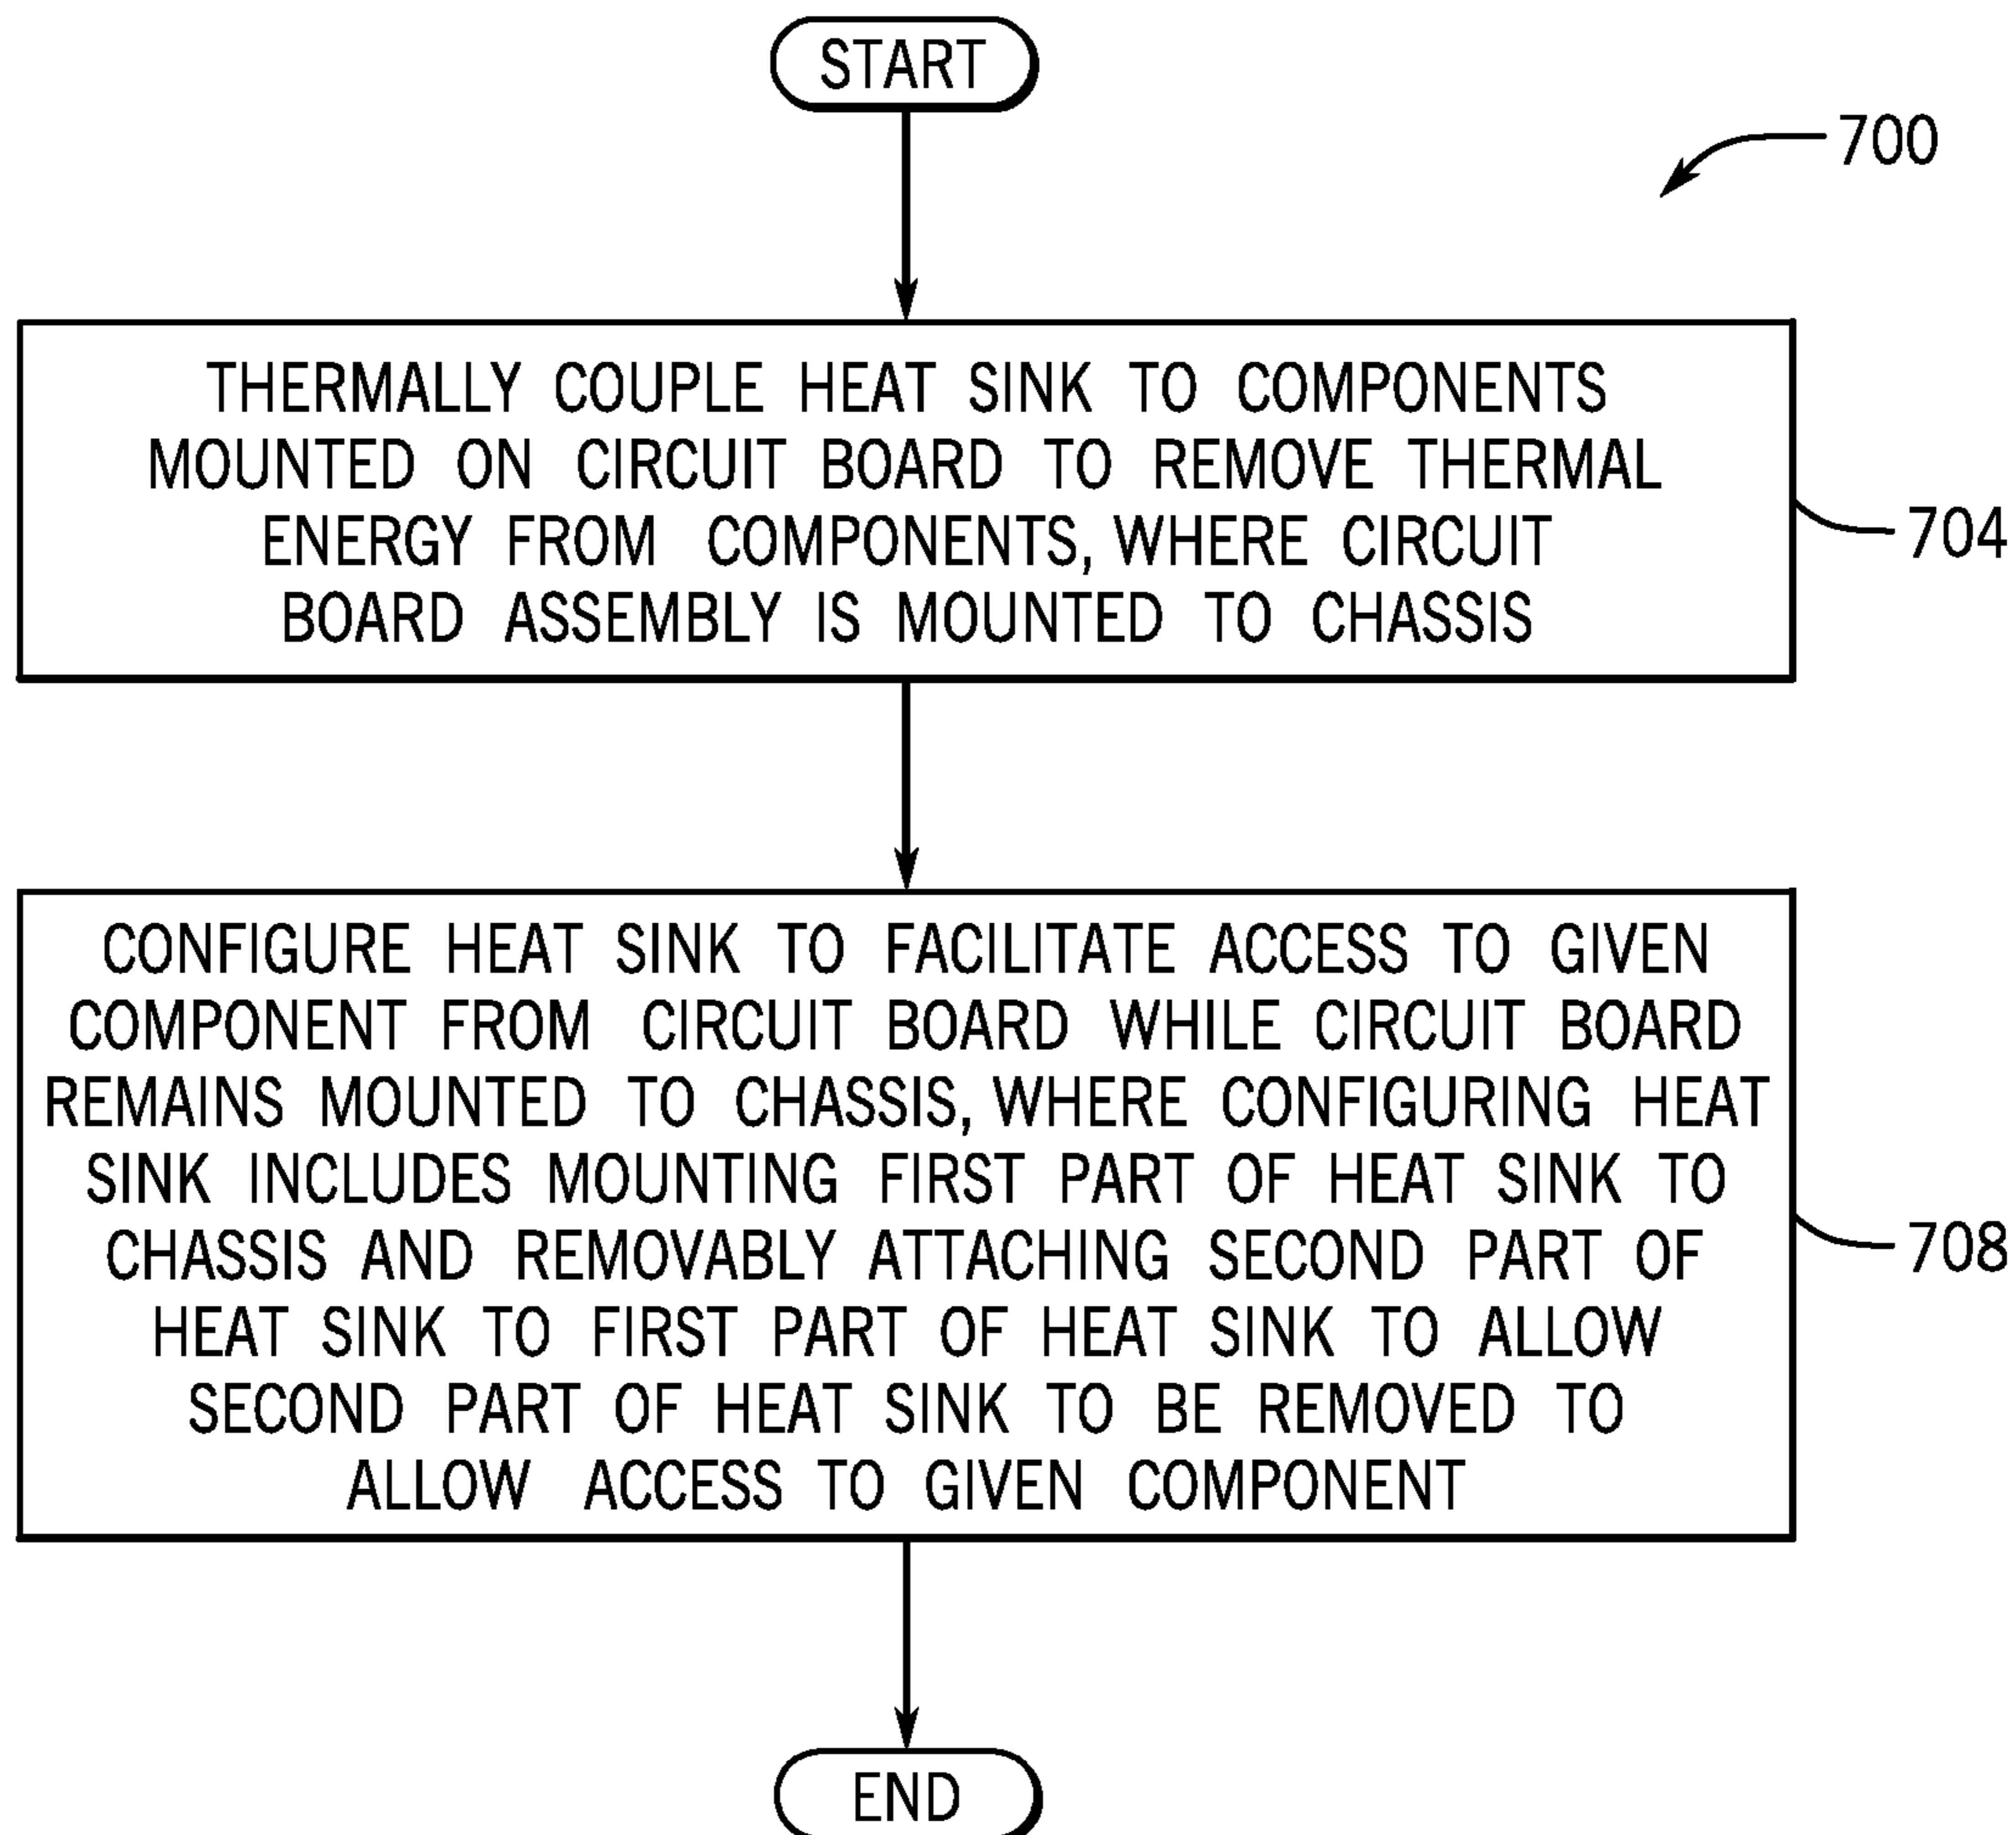 START
700
THERMALLY COUPLE HEAT SINK TO COMPONENTS
MOUNTED ON CIRCUIT BOARD TO REMOVE THERMAL
ENERGY FROM COMPONENTS, WHERE CIRCUIT
BOARD ASSEMBLY IS MOUNTED TO CHASSIS
704
CONFIGURE HEAT SINK TO FACILITATE ACCESS TO GIVEN
COMPONENT FROM CIRCUIT BOARD WHILE CIRCUIT BOARD
REMAINS MOUNTED TO CHASSIS, WHERE CONFIGURING HEAT
SINK INCLUDES MOUNTING FIRST PART OF HEAT SINK TO
CHASSIS AND REMOVABLY ATTACHING SECOND PART OF
HEAT SINK TO FIRST PART OF HEAT SINK TO ALLOW
SECOND PART OF HEAT SINK TO BE REMOVED TO
ALLOW ACCESS TO GIVEN COMPONENT
708
END